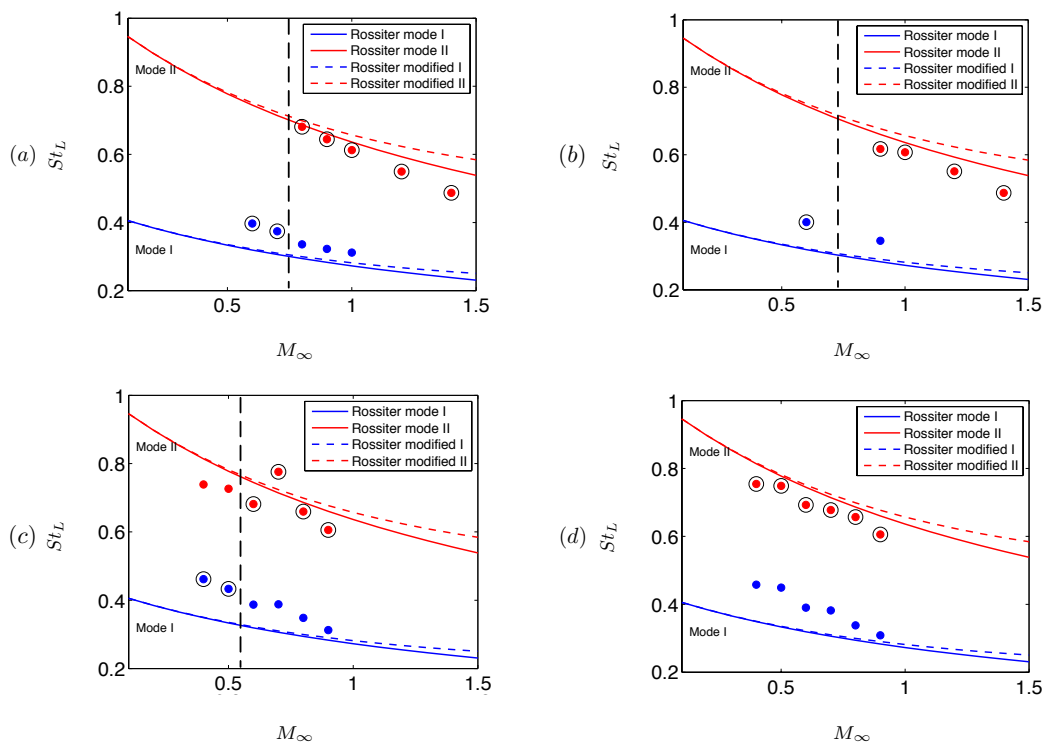 (a)
St_L
1
0.8
0.6
0.4
0.2
Mode II
Mode I
Rossiter mode I
Rossiter mode II
Rossiter modified I
Rossiter modified II
0.5
1
1.5
M_∞
(b)
St_L
1
0.8
0.6
0.4
0.2
Mode II
Mode I
Rossiter mode I
Rossiter mode II
Rossiter modified I
Rossiter modified II
0.5
1
1.5
M_∞
(c)
St_L
1
0.8
0.6
0.4
0.2
Mode II
Mode I
Rossiter mode I
Rossiter mode II
Rossiter modified I
Rossiter modified II
0.5
1
1.5
M_∞
(d)
St_L
1
0.8
0.6
0.4
0.2
Mode II
Mode I
Rossiter mode I
Rossiter mode II
Rossiter modified I
Rossiter modified II
0.5
1
1.5
M_∞